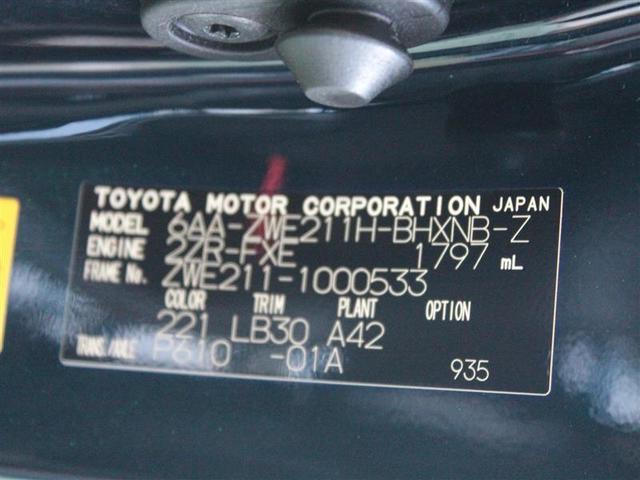 TOYOTA MOTOR CORPORATION JAPAN
MODEL 6AA-ZWE211H-BHXNB-Z
ENGINE 2ZR-FXE 1797 mL
FRAME No. ZWE211-1000533
COLOR TRIM PLANT OPTION
221 LB30 A42
TRANS./AXLE P610 -01A
935